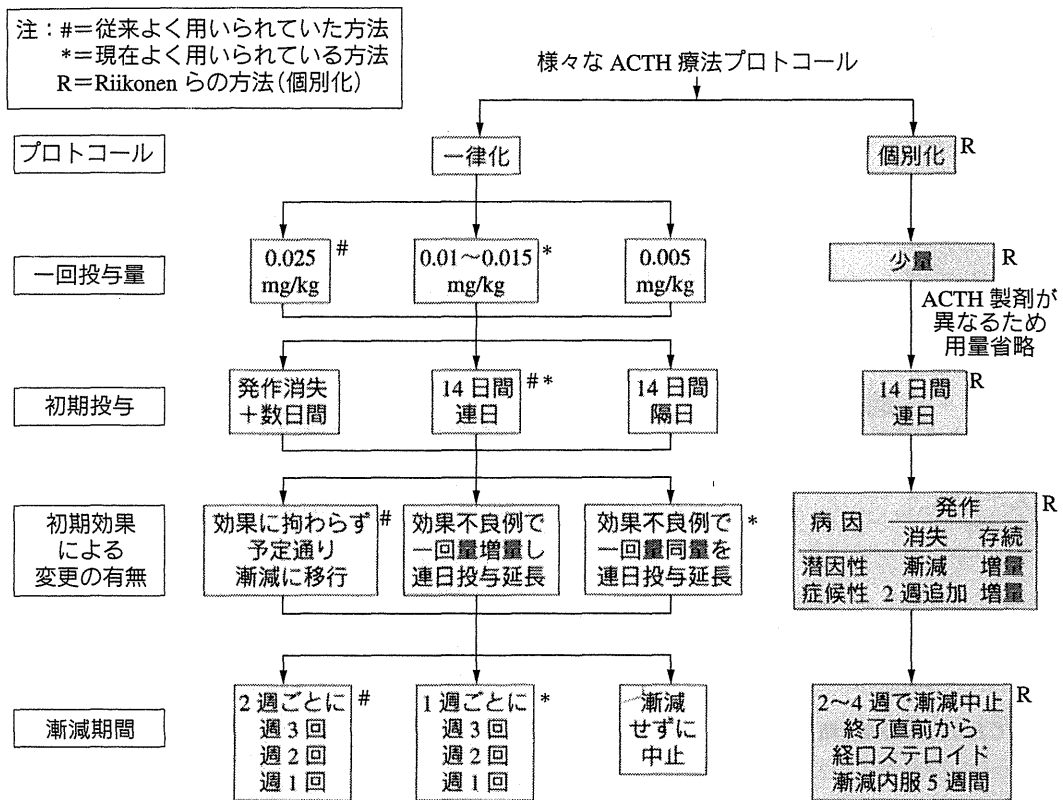 注：#＝従来よく用いられていた方法
*＝現在よく用いられている方法
R＝Riikonen らの方法（個別化）
様々な ACTH 療法プロトコール
プロトコール
一律化
個別化 R
一回投与量
0.025
mg/kg
#
0.01～0.015
mg/kg
*
0.005
mg/kg
少量 R
ACTH 製剤が
異なるため
用量省略
初期投与
発作消失
＋数日間
14 日間
連日
# *
14 日間
隔日
14 日間
連日
R
初期効果
による
変更の有無
効果に拘わらず
予定通り
漸減に移行
#
効果不良例で
一回量増量し
連日投与延長
効果不良例で
一回量同量を
連日投与延長
*
病 因 発作
消失 存続
潜因性 漸減 増量
症候性 2 週追加 増量
R
漸減期間
2 週ごとに
週 3 回
週 2 回
週 1 回
#
1 週ごとに
週 3 回
週 2 回
週 1 回
*
漸減
せずに
中止
2～4 週で漸減中止
終了直前から
経口ステロイド
漸減内服 5 週間
R